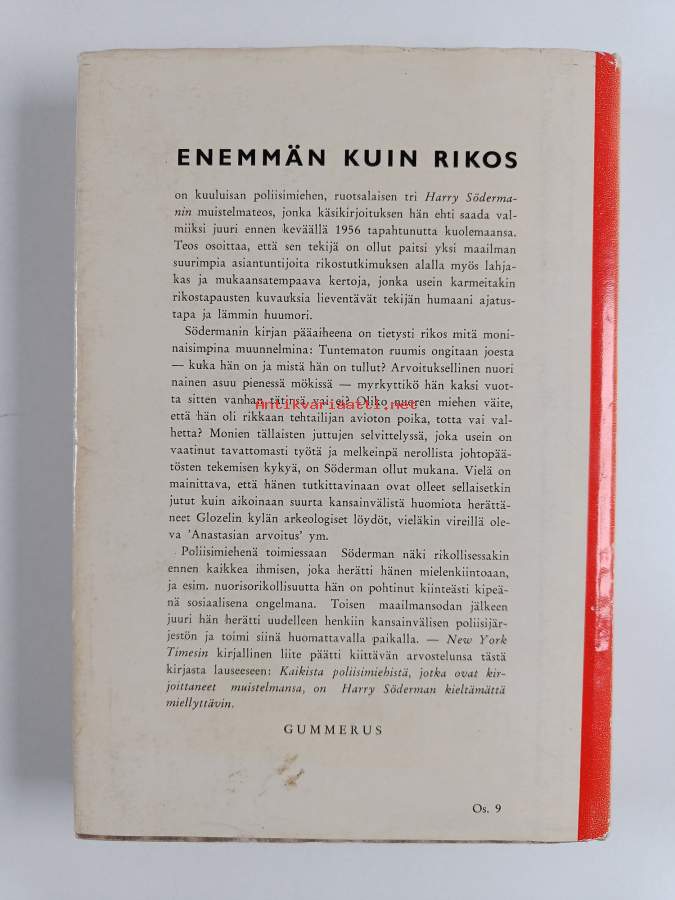 ENEMMÄN KUIN RIKOS
on kuuluisan poliisimiehen, ruotsalaisen tri Harry Söderma-
nin muistelmateos, jonka käsikirjoituksen hän ehti saada val-
miiksi juuri ennen keväällä 1956 tapahtunutta kuolemaansa.
Teos osoittaa, että sen tekijä on ollut paitsi yksi maailman
suurimpia asiantuntijoita rikostutkimuksen alalla myös lahja-
kas ja mukaansatempaava kertoja, jonka usein karmeitakin
rikostapausten kuvauksia lieventävät tekijän humaani ajatus-
tapa ja lämmin huumori.
Södermanin kirjan pääaiheena on tietysti rikos mitä moni-
naisimpina muunnelmina: Tuntematon ruumis ongitaan joesta
— kuka hän on ja mistä hän on tullut? Arvoituksellinen nuori
nainen asuu pienessä mökissä — myrkyttikö hän kaksi vuot-
ta sitten vanhan tätinsä vai ei? Oliko nuoren miehen väite,
antikvariaatti.net
että hän oli rikkaan tehtailijan avioton poika, totta vai val-
hetta? Monien tällaisten juttujen selvittelyssä, joka usein on
vaatinut tavattomasti työtä ja melkeinpä nerollista johtopää-
tösten tekemisen kykyä, on Söderman ollut mukana. Vielä on
mainittava, että hänen tutkittavinaan ovat olleet sellaisetkin
jutut kuin aikoinaan suurta kansainvälistä huomiota herättä-
neet Glozelin kylän arkeologiset löydöt, vieläkin vireillä ole-
va 'Anastasian arvoitus' ym.
Poliisimiehenä toimiessaan Söderman näki rikollisessakin
ennen kaikkea ihmisen, joka herätti hänen mielenkiintoaan,
ja esim. nuorisorikollisuutta hän on pohtinut kiinteästi kipeä-
nä sosiaalisena ongelmana. Toisen maailmansodan jälkeen
juuri hän herätti uudelleen henkiin kansainvälisen poliisijär-
jestön ja toimi siinä huomattavalla paikalla. — New York
Timesin kirjallinen liite päätti kiittävän arvostelunsa tästä
kirjasta lauseeseen: Kaikista poliisimiehistä, jotka ovat kir-
joittaneet muistelmansa, on Harry Söderman kieltämättä
miellyttävin.
GUMMERUS
Os. 9